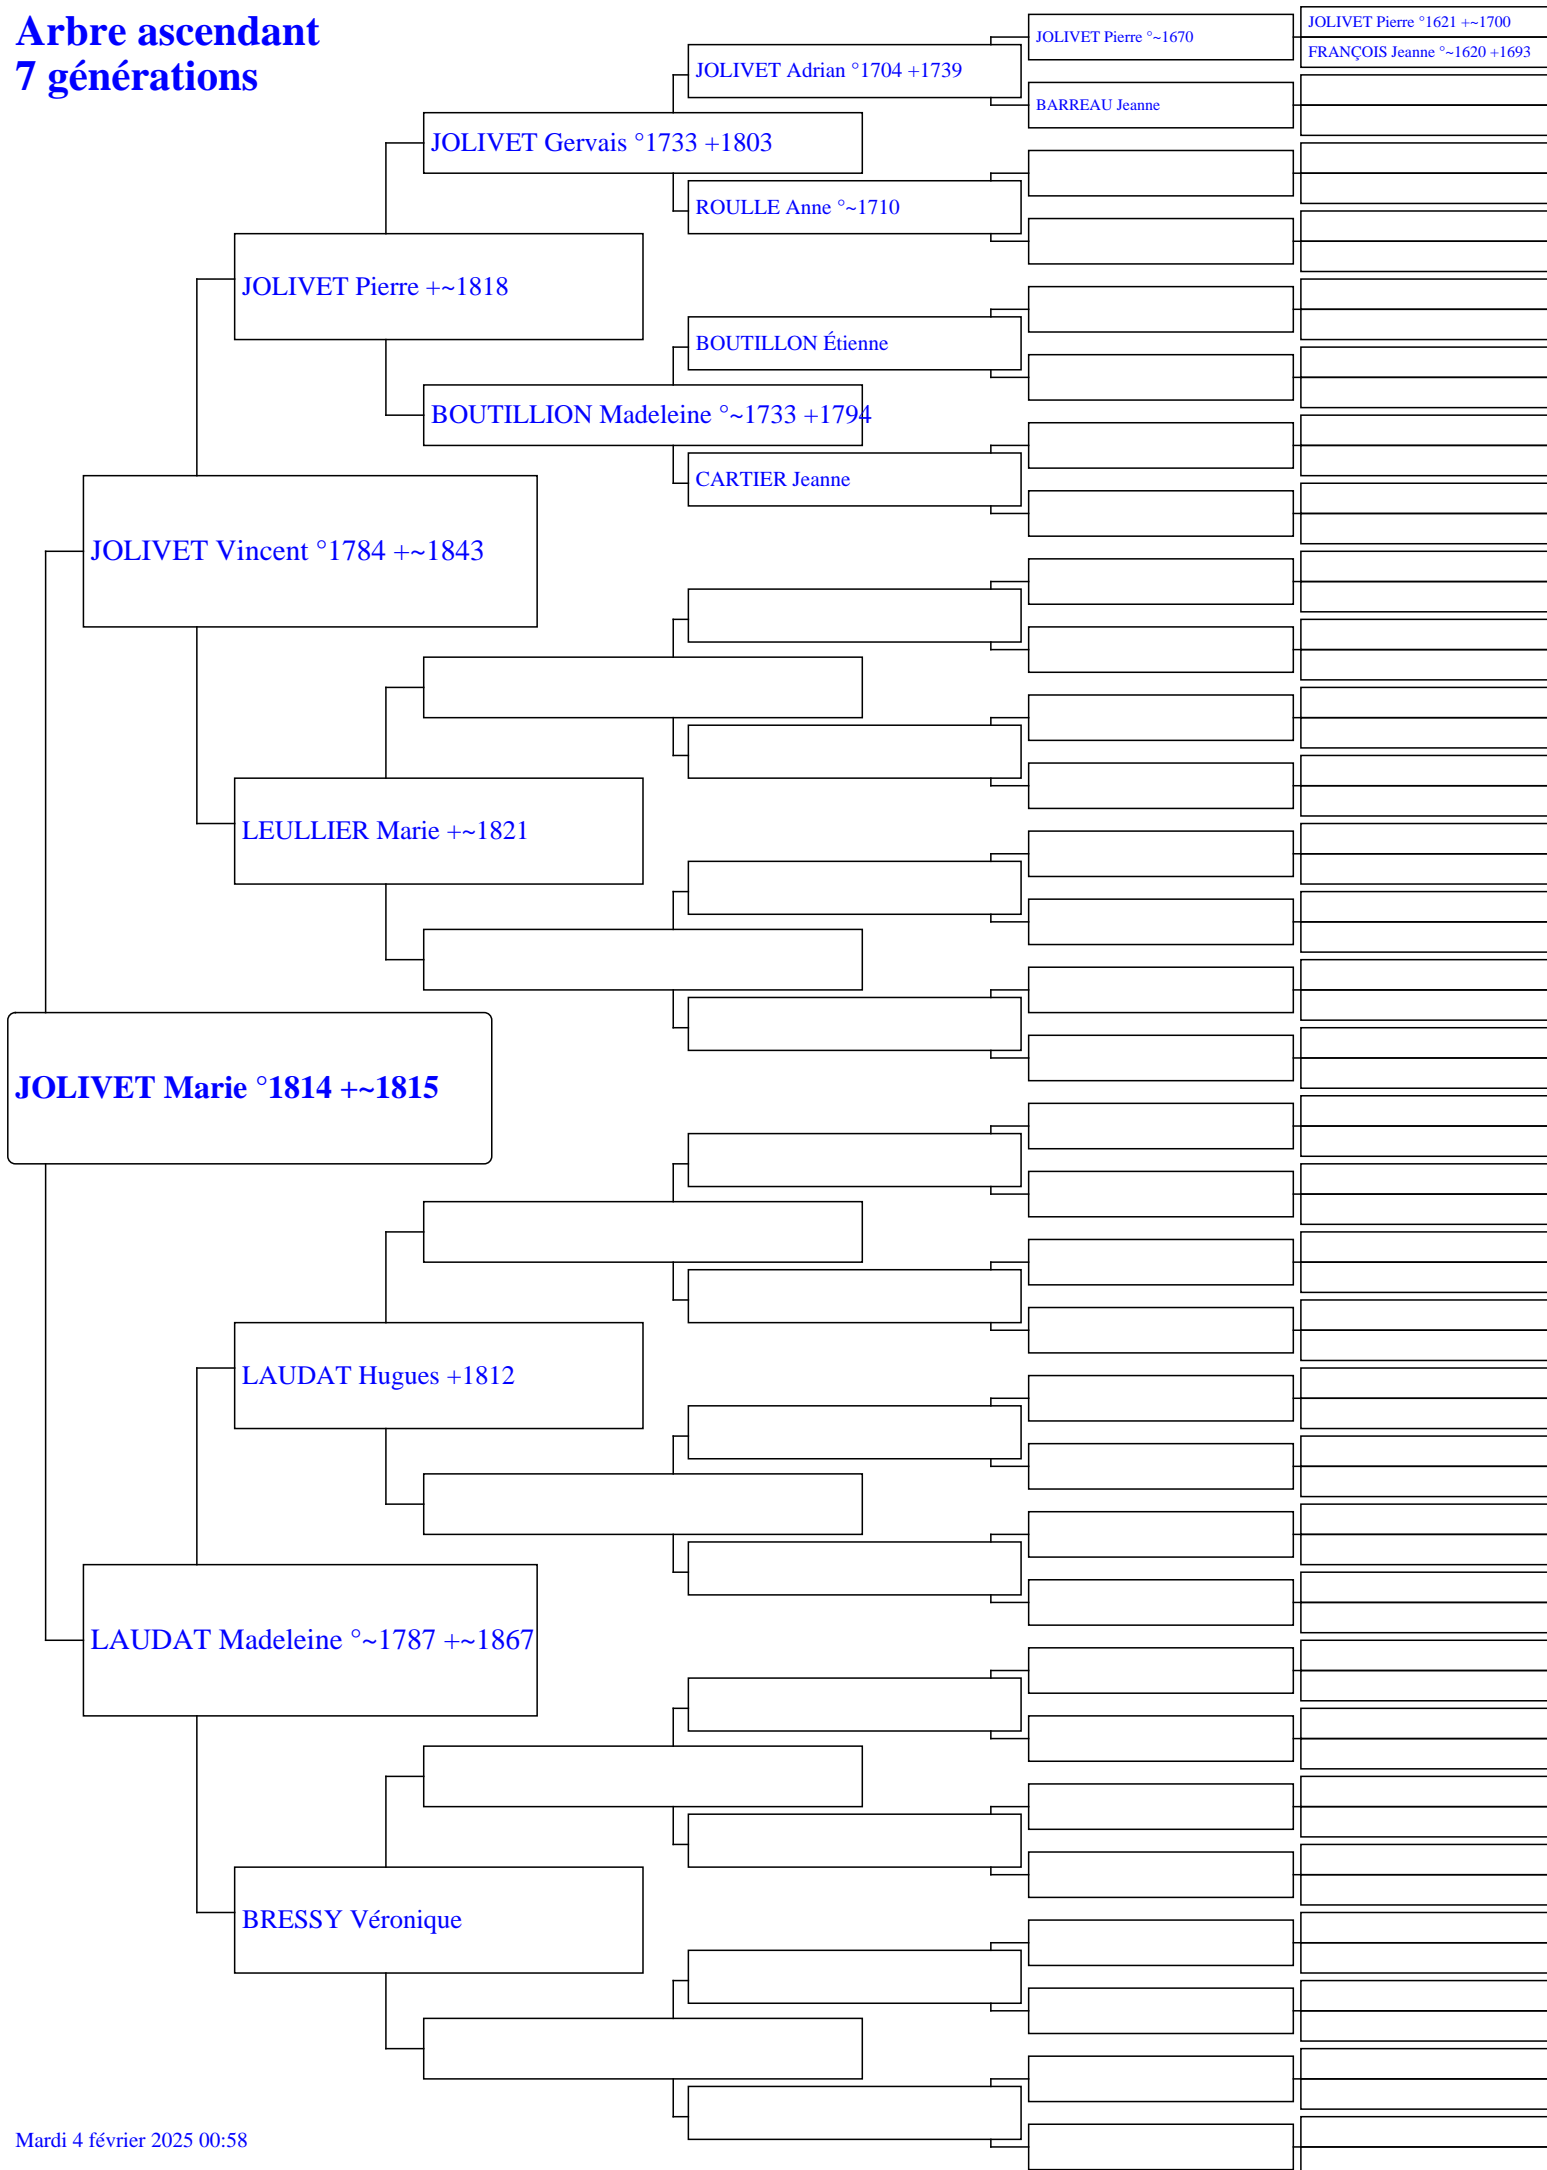 Arbre ascendant
7 générations
JOLIVET Pierre °1621 +~1700
JOLIVET Pierre °~1670
FRANÇOIS Jeanne °~1620 +1693
JOLIVET Adrian °1704 +1739
BARREAU Jeanne
JOLIVET Gervais °1733 +1803
ROULLE Anne °~1710
JOLIVET Pierre +~1818
BOUTILLON Étienne
BOUTILLION Madeleine °~1733 +1794
CARTIER Jeanne
JOLIVET Vincent °1784 +~1843
LEULLIER Marie +~1821
JOLIVET Marie °1814 +~1815
LAUDAT Hugues +1812
LAUDAT Madeleine °~1787 +~1867
BRESSY Véronique
Mardi 4 février 2025 00:58